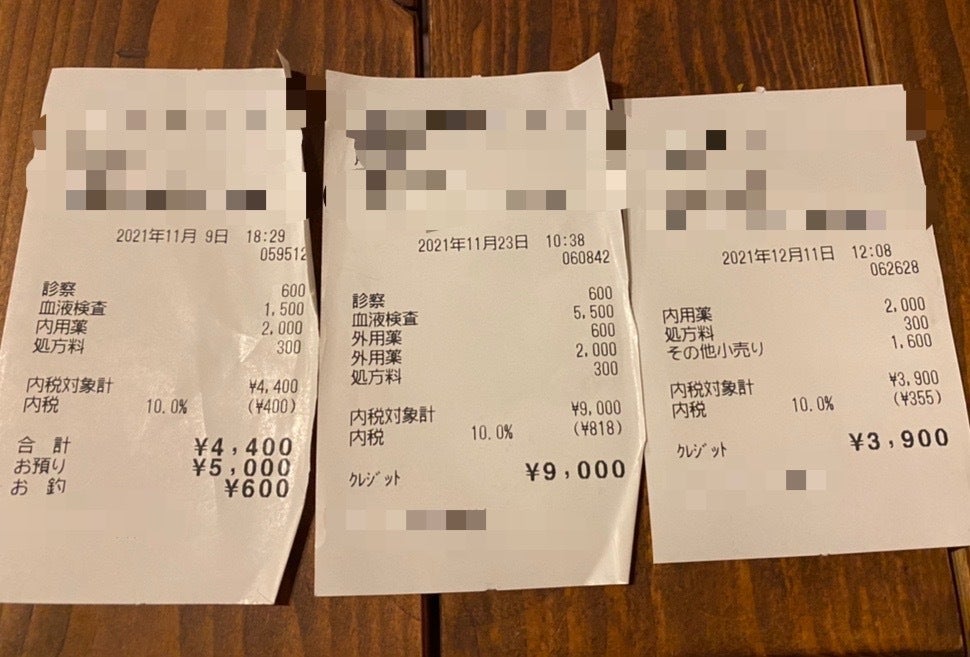 2021年11月 9日 18:29
059512
診察 600
血液検査 1,500
内用薬 2,000
処方料 300
内税対象計 ¥4,400
内税 10.0% (¥400)
合 計 ¥4,400
お預り ¥5,000
お 釣 ¥600
2021年11月23日 10:38
060842
診察 600
血液検査 5,500
外用薬 600
外用薬 2,000
処方料 300
内税対象計 ¥9,000
内税 10.0% (¥818)
クレジット ¥9,000
2021年12月11日 12:08
062628
内用薬 2,000
処方料 300
その他小売り 1,600
内税対象計 ¥3,900
内税 10.0% (¥355)
クレジット ¥3,900